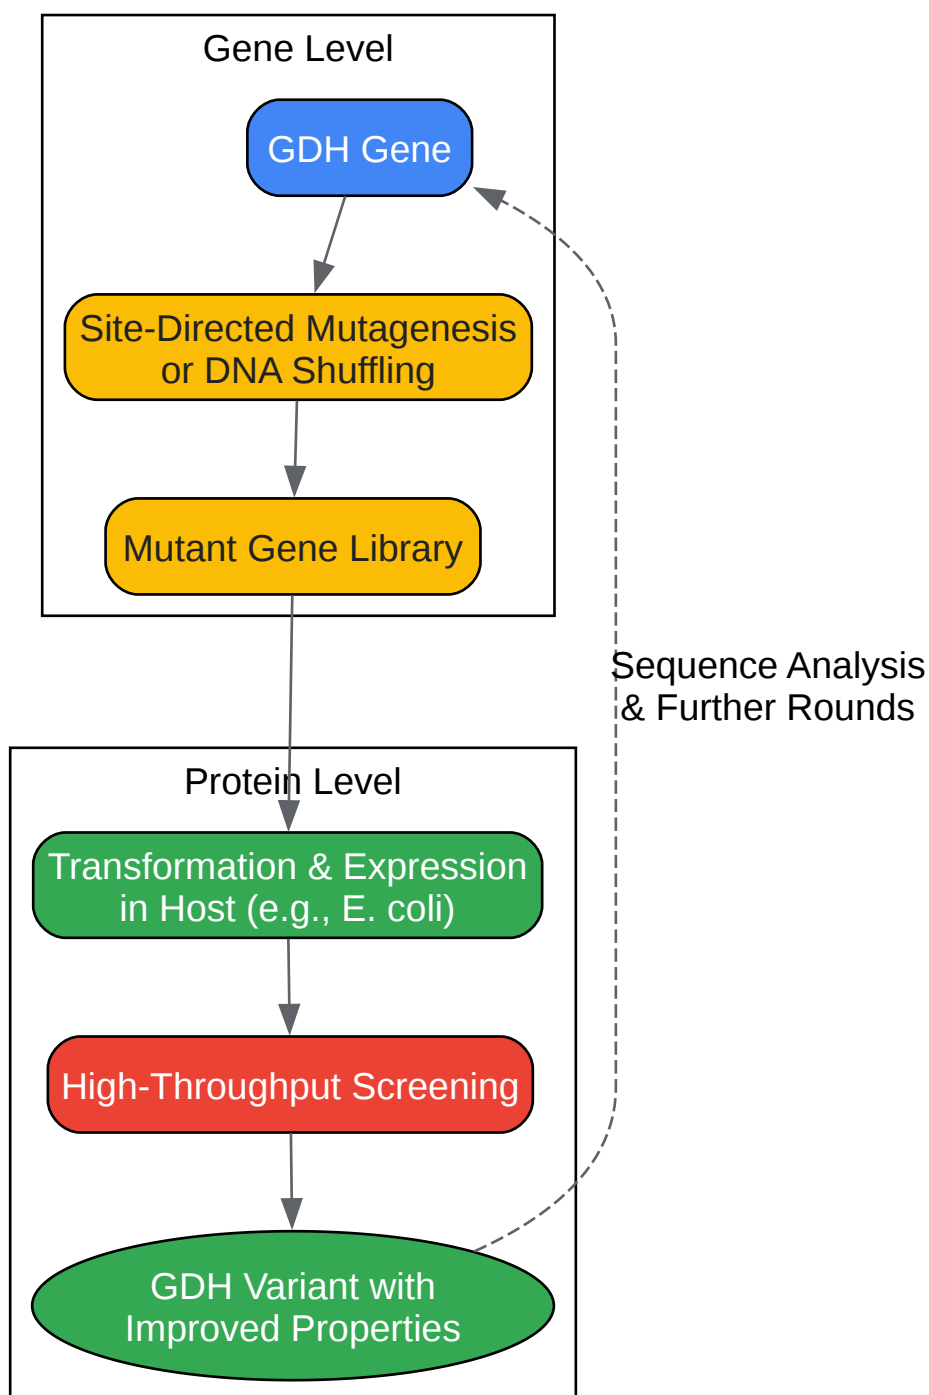 Gene Level
GDH Gene
Site-Directed Mutagenesis
or DNA Shuffling
Mutant Gene Library
Sequence Analysis
& Further Rounds
Protein Level
Transformation & Expression
in Host (e.g., E. coli)
High-Throughput Screening
GDH Variant with
Improved Properties